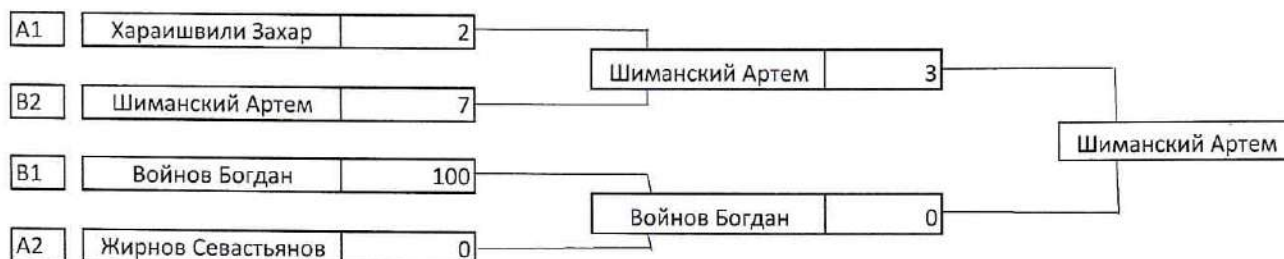 A1 Хараишвили Захар 2
Шиманский Артем 3
B2 Шиманский Артем 7
Шиманский Артем
B1 Войнов Богдан 100
Войнов Богдан 0
A2 Жирнов Севастьянов 0